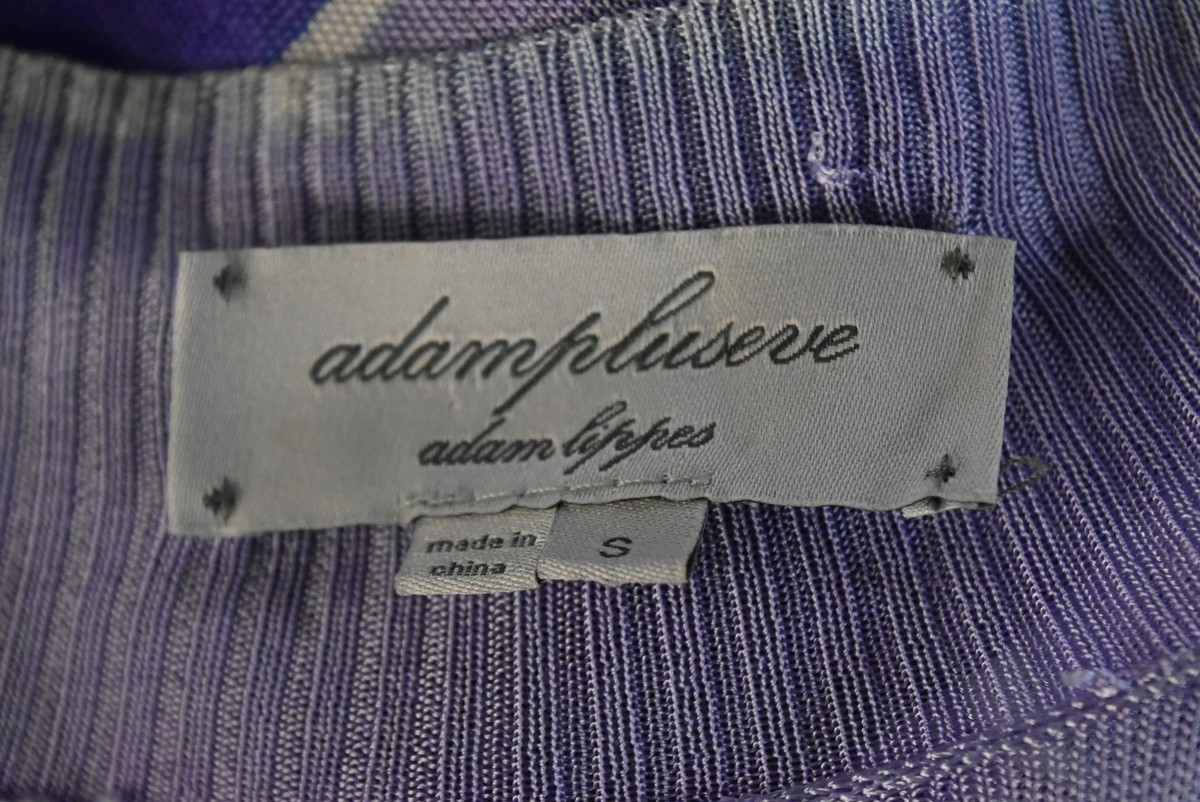 adampluseve
adam lippes
made in
china
S